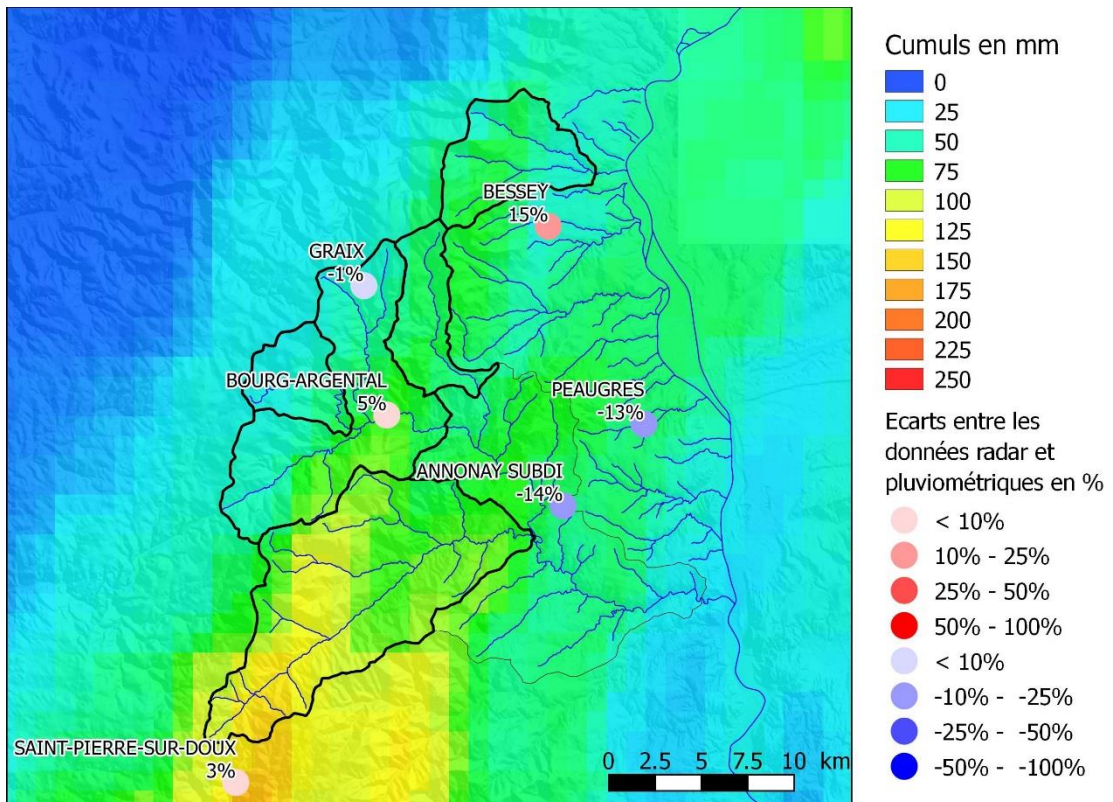 BESSEY
15%
GRAIX
-1%
BOURG-ARGENTAL
5%
PEAUGRES
-13%
ANNONAY SUBDI
-14%
SAINT-PIERRE-SUR-DOUX
3%
0 2.5 5 7.5 10 km
Cumuls en mm
0
25
50
75
100
125
150
175
200
225
250
Ecarts entre les
données radar et
pluviométriques en %
< 10%
10% - 25%
25% - 50%
50% - 100%
< 10%
-10% - -25%
-25% - -50%
-50% - -100%